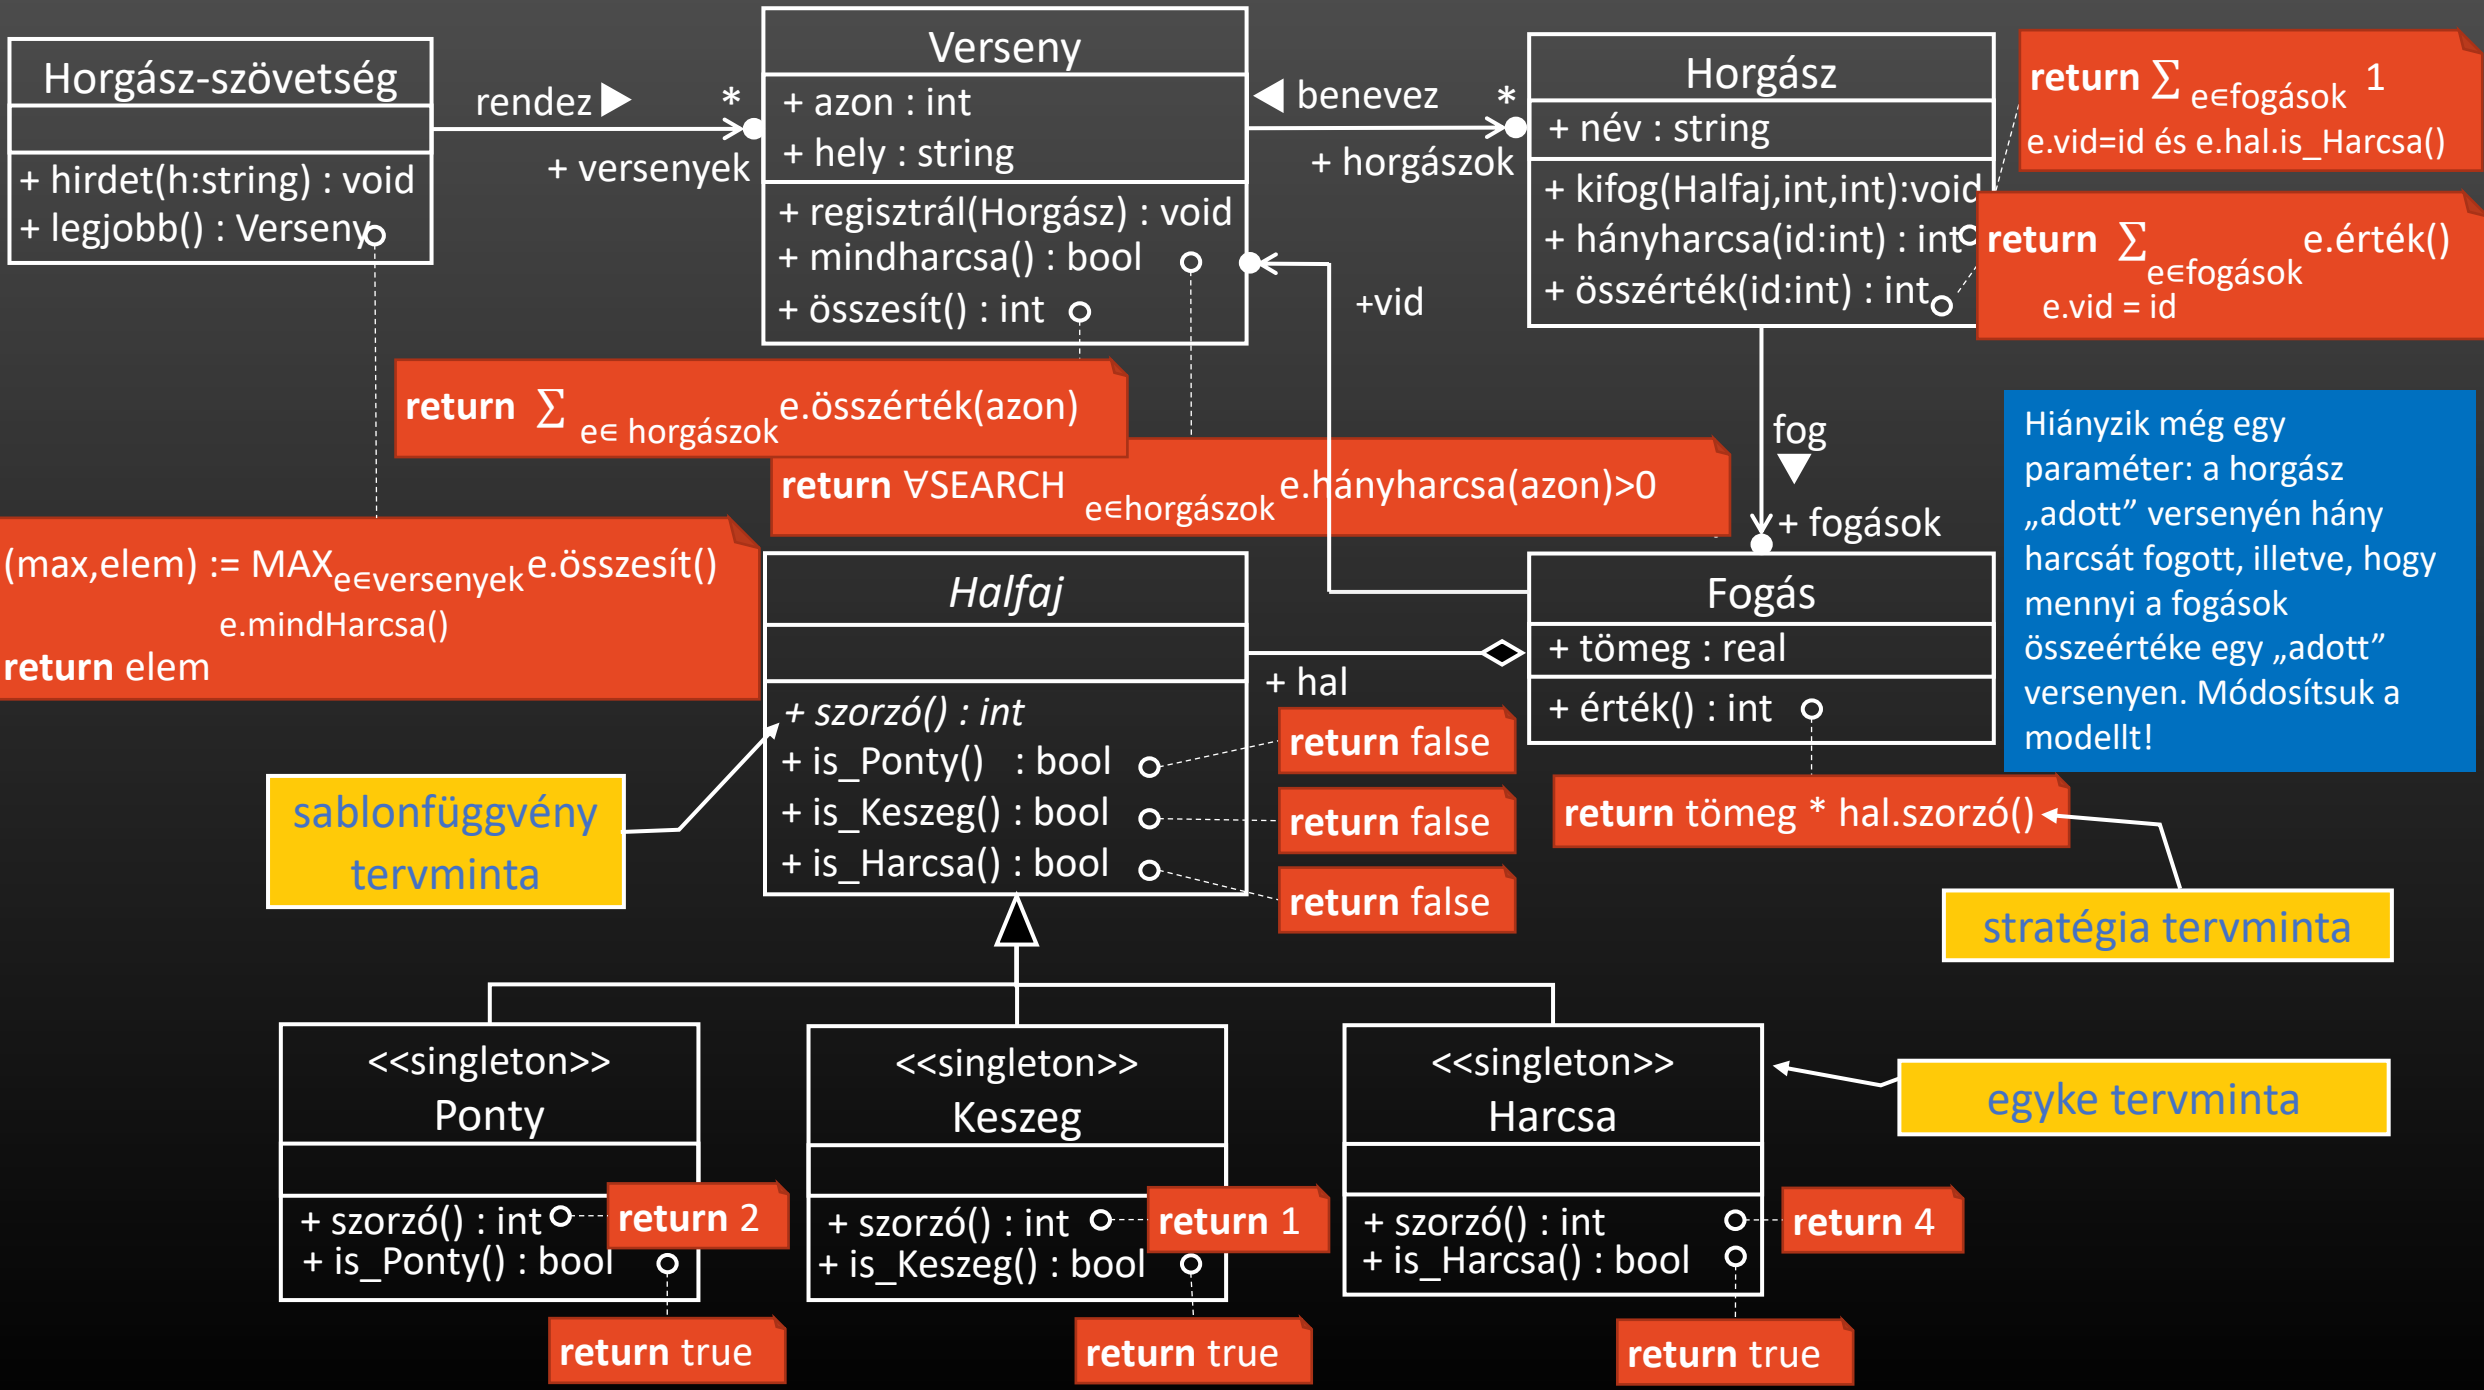 Horgász-szövetség
+ hirdet(h:string) : void
+ legjobb() : Verseny
rendez
*
+ versenyek
Verseny
+ azon : int
+ hely : string
+ regisztrál(Horgász) : void
+ mindharcsa() : bool
+ összesít() : int
benevez
*
+ horgászok
Horgász
+ név : string
+ kifog(Halfaj,int,int):void
+ hányharcsa(id:int) : int
+ összérték(id:int) : int
return ∑ e∈fogások 1
e.vid=id és e.hal.is_Harcsa()
return ∑ e∈fogások e.érték()
e.vid = id
+vid
return ∑ e∈ horgászok e.összérték(azon)
return ∀SEARCH e∈horgászok e.hányharcsa(azon)>0
fog
+ fogások
Hiányzik még egy
paraméter: a horgász
„adott” versenyén hány
harcsát fogott, illetve, hogy
mennyi a fogások
összeértéke egy „adott”
versenyen. Módosítsuk a
modellt!
(max,elem) := MAX e∈versenyek e.összesít()
e.mindHarcsa()
return elem
Halfaj
+ szorzó() : int
+ is_Ponty() : bool
+ is_Keszeg() : bool
+ is_Harcsa() : bool
+ hal
return false
return false
return false
Fogás
+ tömeg : real
+ érték() : int
return tömeg * hal.szorzó()
sablonfüggvény
tervminta
stratégia tervminta
<<singleton>>
Ponty
+ szorzó() : int
+ is_Ponty() : bool
return 2
return true
<<singleton>>
Keszeg
+ szorzó() : int
+ is_Keszeg() : bool
return 1
return true
<<singleton>>
Harcsa
+ szorzó() : int
+ is_Harcsa() : bool
return 4
return true
egyke tervminta